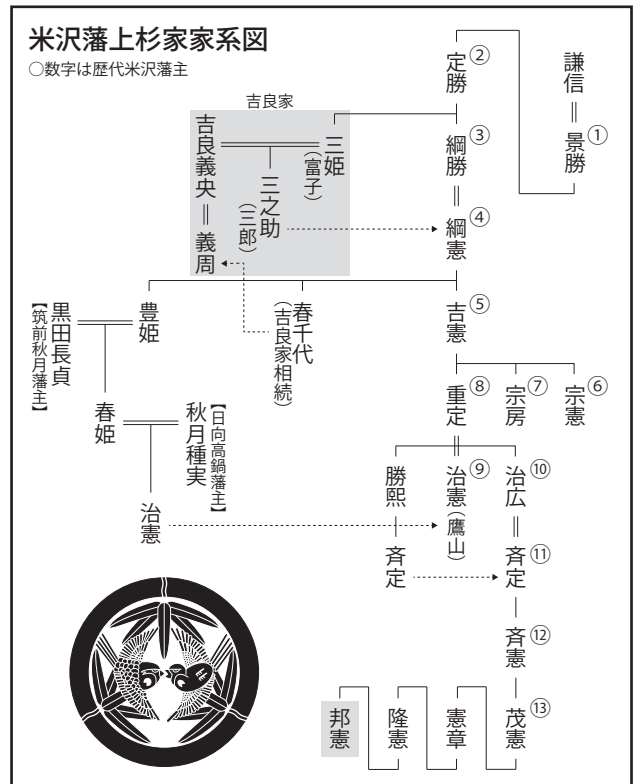 米沢藩上杉家家系図
○数字は歴代米沢藩主
謙信
景勝①
定勝②
綱勝③
綱憲④
吉良家
三姫
(富子)
三之助
(三郎)
吉良義央
義周
吉憲⑤
春千代
(吉良家相続)
豊姫
黒田長貞
【筑前秋月藩主】
宗憲⑥
宗房⑦
重定⑧
春姫
秋月種実
【日向高鍋藩主】
治憲
治広⑩
治憲⑨
(鷹山)
勝熙
斉定
斉定⑪
斉憲⑫
茂憲⑬
憲章
隆憲
邦憲